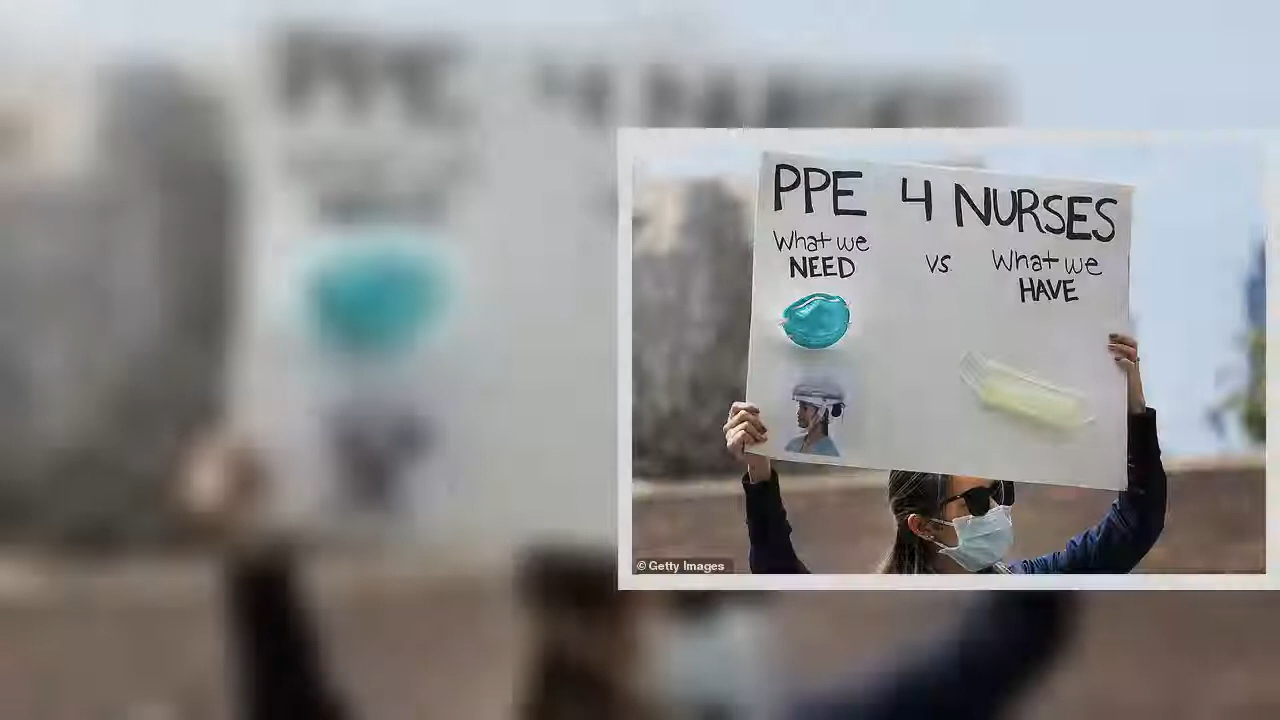 PPE 4 NURSES
What we NEED
vs
What we HAVE
© Getty Images